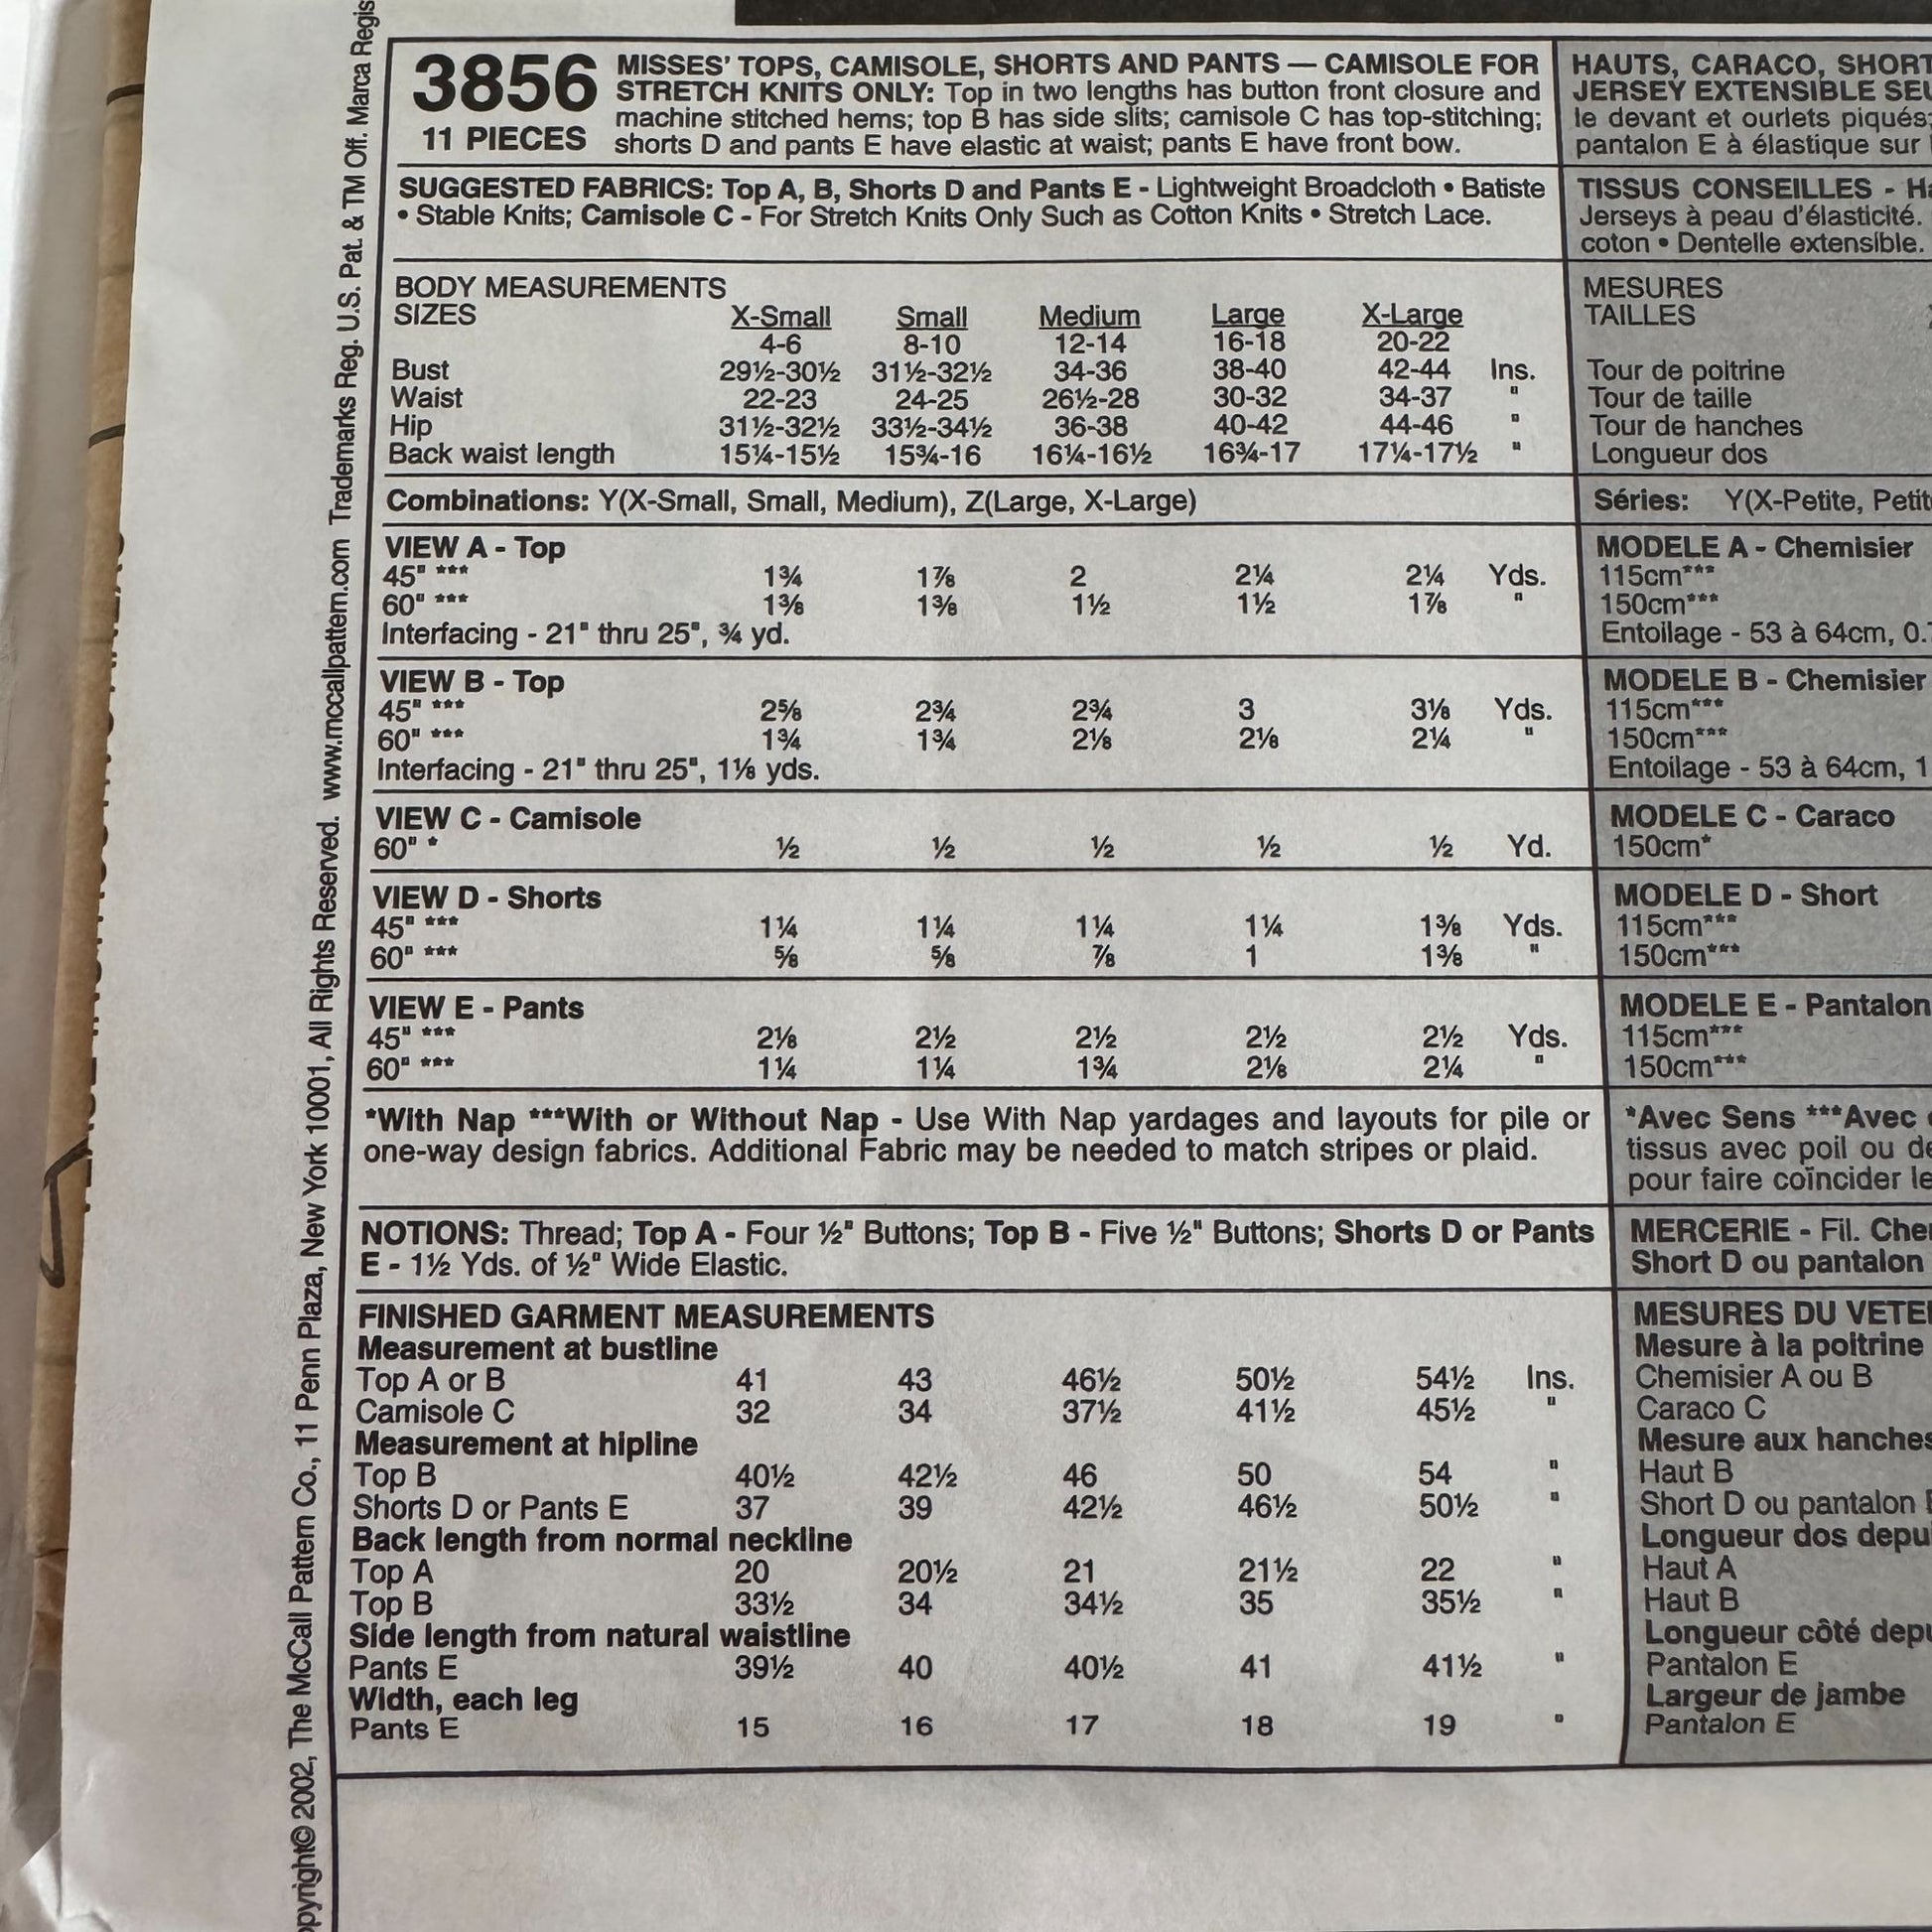 3856
11 PIECES
MISSES' TOPS, CAMISOLE, SHORTS AND PANTS — CAMISOLE FOR
STRETCH KNITS ONLY: Top in two lengths has button front closure and
machine stitched hems; top B has side slits; camisole C has top-stitching;
shorts D and pants E have elastic at waist; pants E have front bow.
SUGGESTED FABRICS: Top A, B, Shorts D and Pants E - Lightweight Broadcloth • Batiste
• Stable Knits; Camisole C - For Stretch Knits Only Such as Cotton Knits • Stretch Lace.
BODY MEASUREMENTS
SIZES X-Small Small Medium Large X-Large
4-6 8-10 12-14 16-18 20-22
Bust 29½-30½ 31½-32½ 34-36 38-40 42-44 Ins.
Waist 22-23 24-25 26½-28 30-32 34-37 "
Hip 31½-32½ 33½-34½ 36-38 40-42 44-46 "
Back waist length 15¼-15½ 15¾-16 16¼-16½ 16¾-17 17¼-17½ "
Combinations: Y(X-Small, Small, Medium), Z(Large, X-Large)
VIEW A - Top
45" *** 1¾ 1⅞ 2 2¼ 2¼ Yds.
60" *** 1⅜ 1⅜ 1½ 1½ 1⅞ "
Interfacing - 21" thru 25", ¾ yd.
VIEW B - Top
45" *** 2⅝ 2¾ 2¾ 3 3⅛ Yds.
60" *** 1¾ 1¾ 2⅛ 2⅛ 2¼ "
Interfacing - 21" thru 25", 1⅛ yds.
VIEW C - Camisole
60" * ½ ½ ½ ½ ½ Yd.
VIEW D - Shorts
45" *** 1¼ 1¼ 1¼ 1¼ 1⅜ Yds.
60" *** ⅝ ⅝ ⅞ 1 1⅜ "
VIEW E - Pants
45" *** 2⅛ 2½ 2½ 2½ 2½ Yds.
60" *** 1¼ 1¼ 1¾ 2⅛ 2¼ "
*With Nap ***With or Without Nap - Use With Nap yardages and layouts for pile or
one-way design fabrics. Additional Fabric may be needed to match stripes or plaid.
NOTIONS: Thread; Top A - Four ½" Buttons; Top B - Five ½" Buttons; Shorts D or Pants
E - 1½ Yds. of ½" Wide Elastic.
FINISHED GARMENT MEASUREMENTS
Measurement at bustline
Top A or B 41 43 46½ 50½ 54½ Ins.
Camisole C 32 34 37½ 41½ 45½ "
Measurement at hipline
Top B 40½ 42½ 46 50 54 "
Shorts D or Pants E 37 39 42½ 46½ 50½ "
Back length from normal neckline
Top A 20 20½ 21 21½ 22 "
Top B 33½ 34 34½ 35 35½ "
Side length from natural waistline
Pants E 39½ 40 40½ 41 41½ "
Width, each leg
Pants E 15 16 17 18 19 "
HAUTS, CARACO, SHORT
JERSEY EXTENSIBLE SEU
le devant et ourlets piqués;
pantalon E à élastique sur
TISSUS CONSEILLES - Ha
Jerseys à peau d'élasticité.
coton • Dentelle extensible.
MESURES
TAILLES
Tour de poitrine
Tour de taille
Tour de hanches
Longueur dos
Séries: Y(X-Petite, Petit
MODELE A - Chemisier
115cm***
150cm***
Entoilage - 53 à 64cm, 0.
MODELE B - Chemisier
115cm***
150cm***
Entoilage - 53 à 64cm, 1
MODELE C - Caraco
150cm*
MODELE D - Short
115cm***
150cm***
MODELE E - Pantalon
115cm***
150cm***
*Avec Sens ***Avec
tissus avec poil ou de
pour faire coïncider le
MERCERIE - Fil. Che
Short D ou pantalon
MESURES DU VETE
Mesure à la poitrine
Chemisier A ou B
Caraco C
Mesure aux hanches
Haut B
Short D ou pantalon
Longueur dos depu
Haut A
Haut B
Longueur côté depu
Pantalon E
Largeur de jambe
Pantalon E
opyright© 2002, The McCall Pattern Co., 11 Penn Plaza, New York 10001, All Rights Reserved. www.mccallpattern.com Trademarks Reg. U.S. Pat. & TM Off. Marca Regis